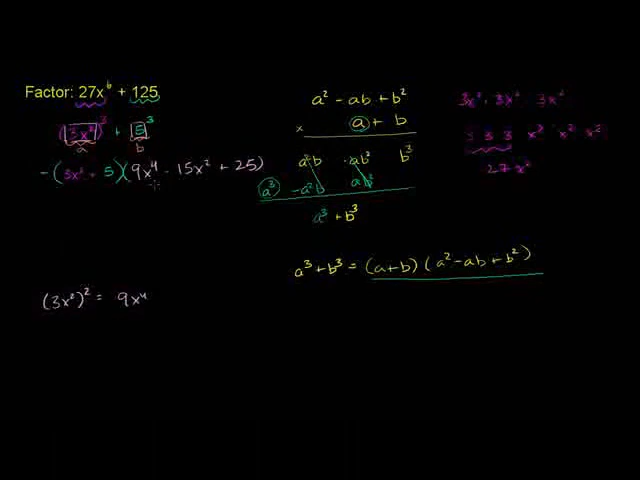 Factor: 27x⁶ + 125
(3x²)³ + 5³
a b
= (3x² + 5)(9x⁴ - 15x² + 25)
(3x²)² = 9x⁴
a² - ab + b²
× a + b
a²b - ab² b³
a³ - a²b ab²
a³ + b³
a³ + b³ = (a+b)(a² - ab + b²)
3x² · 3x² · 3x²
3 3 3 x² x² x²
27 x⁶